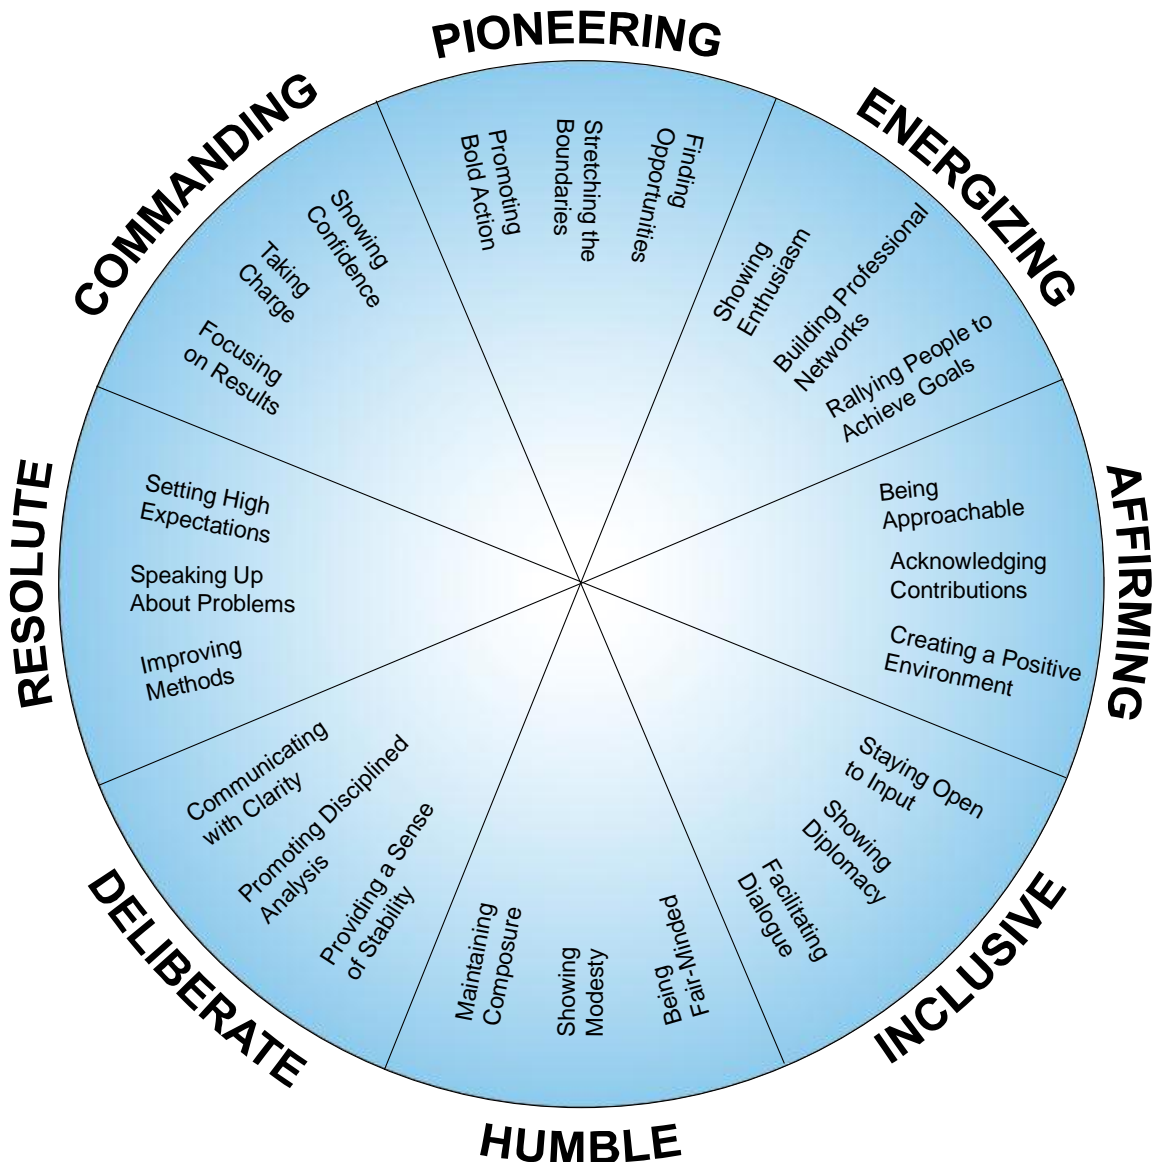 PIONEERING
Promoting
Bold Action
Stretching the
Boundaries
Finding
Opportunities
ENERGIZING
Showing
Enthusiasm
Building Professional
Networks
Rallying People to
Achieve Goals
AFFIRMING
Being
Approachable
Acknowledging
Contributions
Creating a Positive
Environment
INCLUSIVE
Staying Open
to Input
Showing
Diplomacy
Facilitating
Dialogue
HUMBLE
Being
Fair-Minded
Showing
Modesty
Maintaining
Composure
DELIBERATE
Providing a Sense
of Stability
Promoting Disciplined
Analysis
Communicating
with Clarity
RESOLUTE
Improving
Methods
Speaking Up
About Problems
Setting High
Expectations
COMMANDING
Focusing
on Results
Taking
Charge
Showing
Confidence